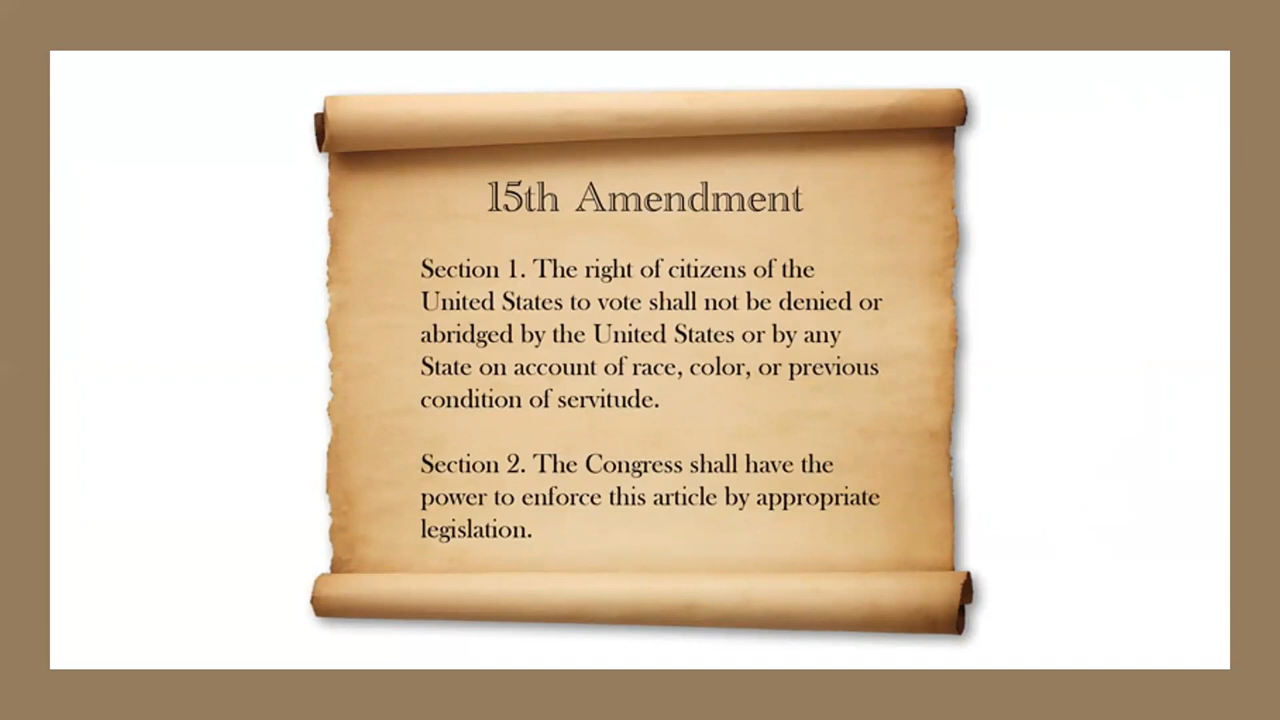 15th Amendment
Section 1. The right of citizens of the
United States to vote shall not be denied or
abridged by the United States or by any
State on account of race, color, or previous
condition of servitude.
Section 2. The Congress shall have the
power to enforce this article by appropriate
legislation.